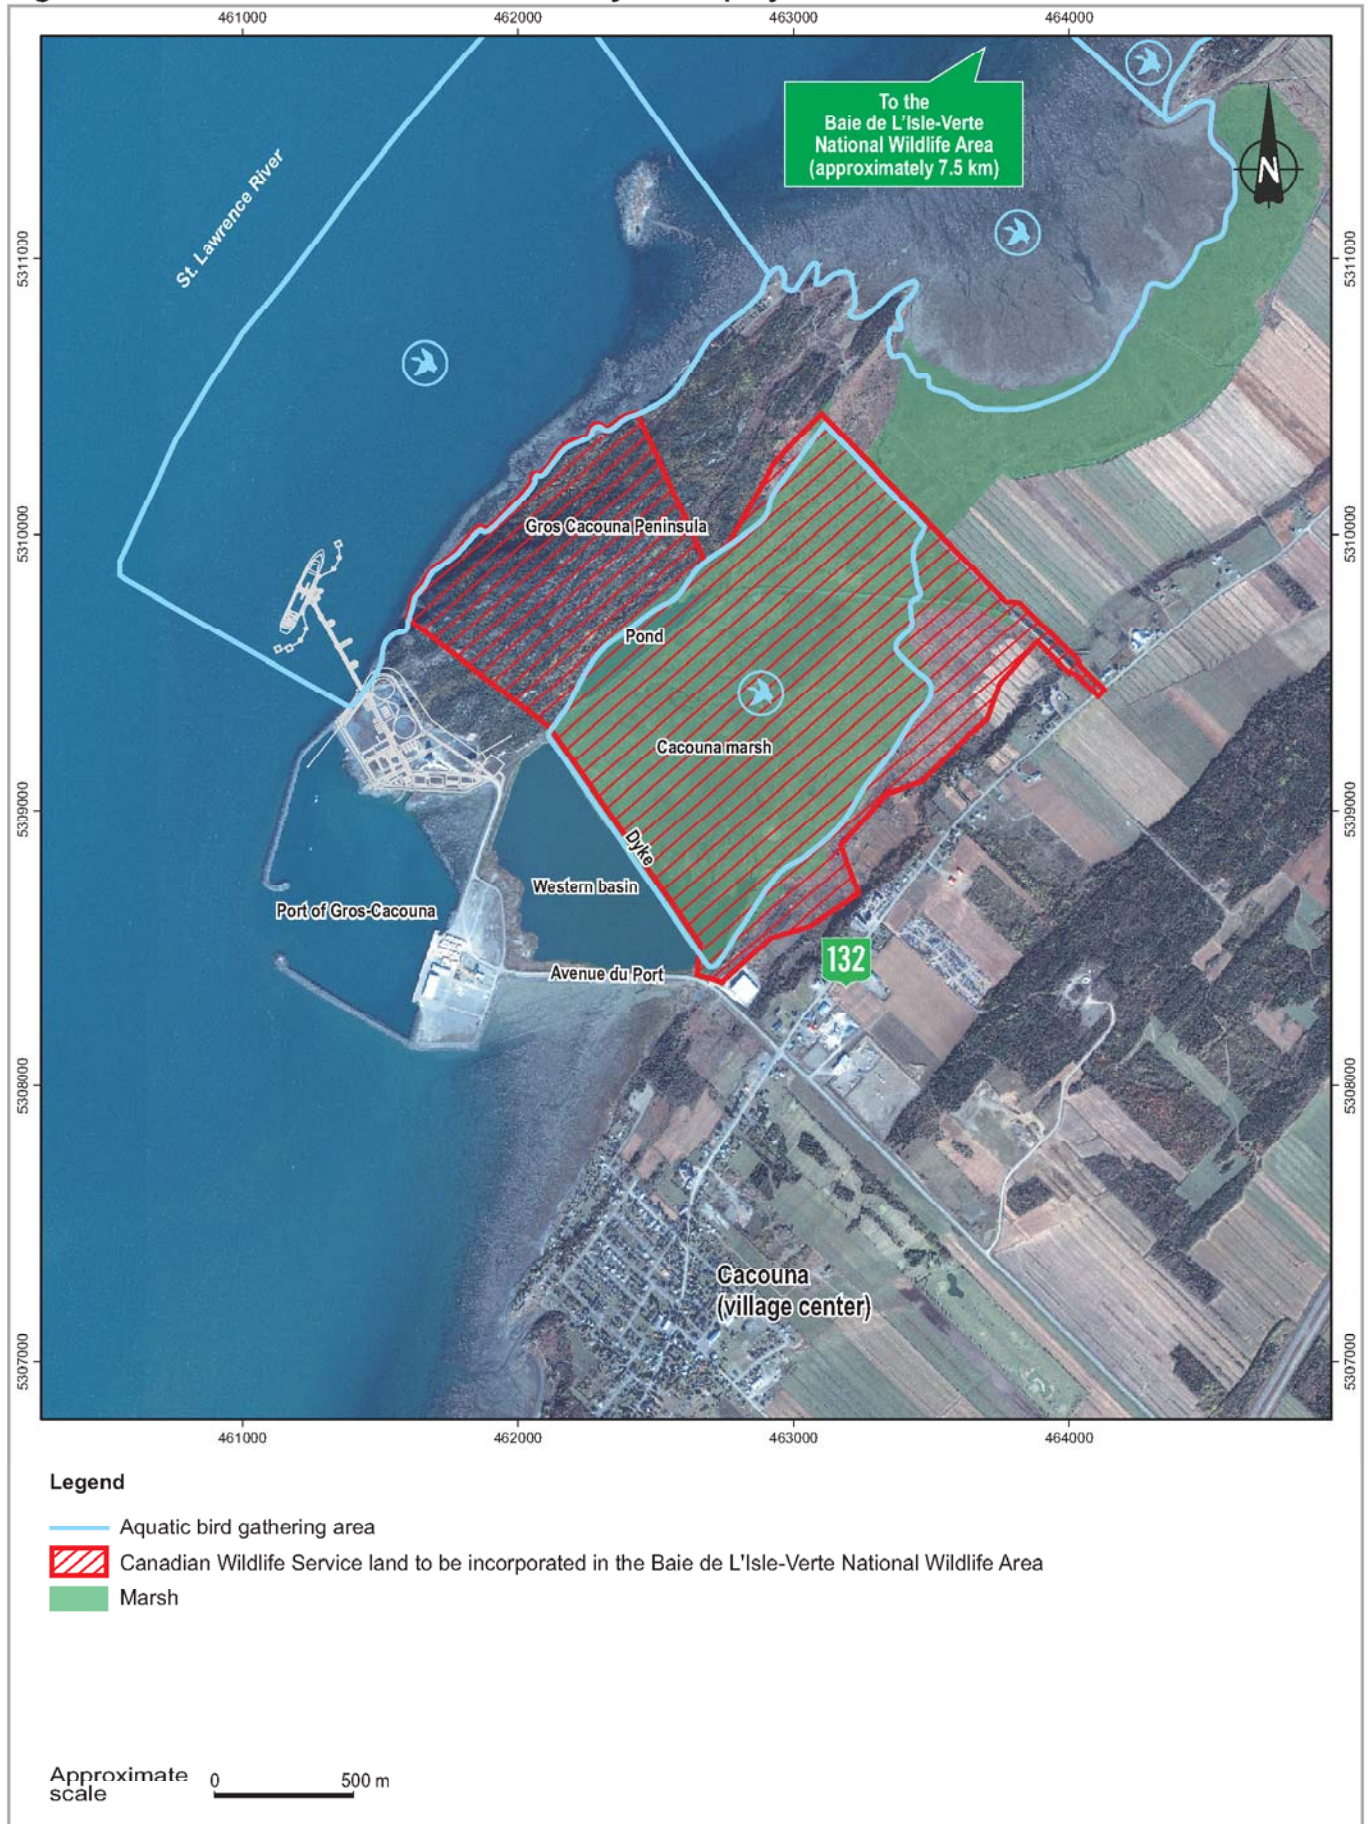 461000 462000 463000 464000
To the
Baie de L'Isle-Verte
National Wildlife Area
(approximately 7.5 km)
N
St. Lawrence River
5311000 5311000
Gros Cacouna Peninsula
5310000 5310000
Pond
Cacouna marsh
5309000 5309000
Dyke
Western basin
Port of Gros-Cacouna
132
Avenue du Port
5308000 5308000
Cacouna
(village center)
5307000 5307000
461000 462000 463000 464000
Legend
Aquatic bird gathering area
Canadian Wildlife Service land to be incorporated in the Baie de L'Isle-Verte National Wildlife Area
Marsh
Approximate
scale
0 500 m